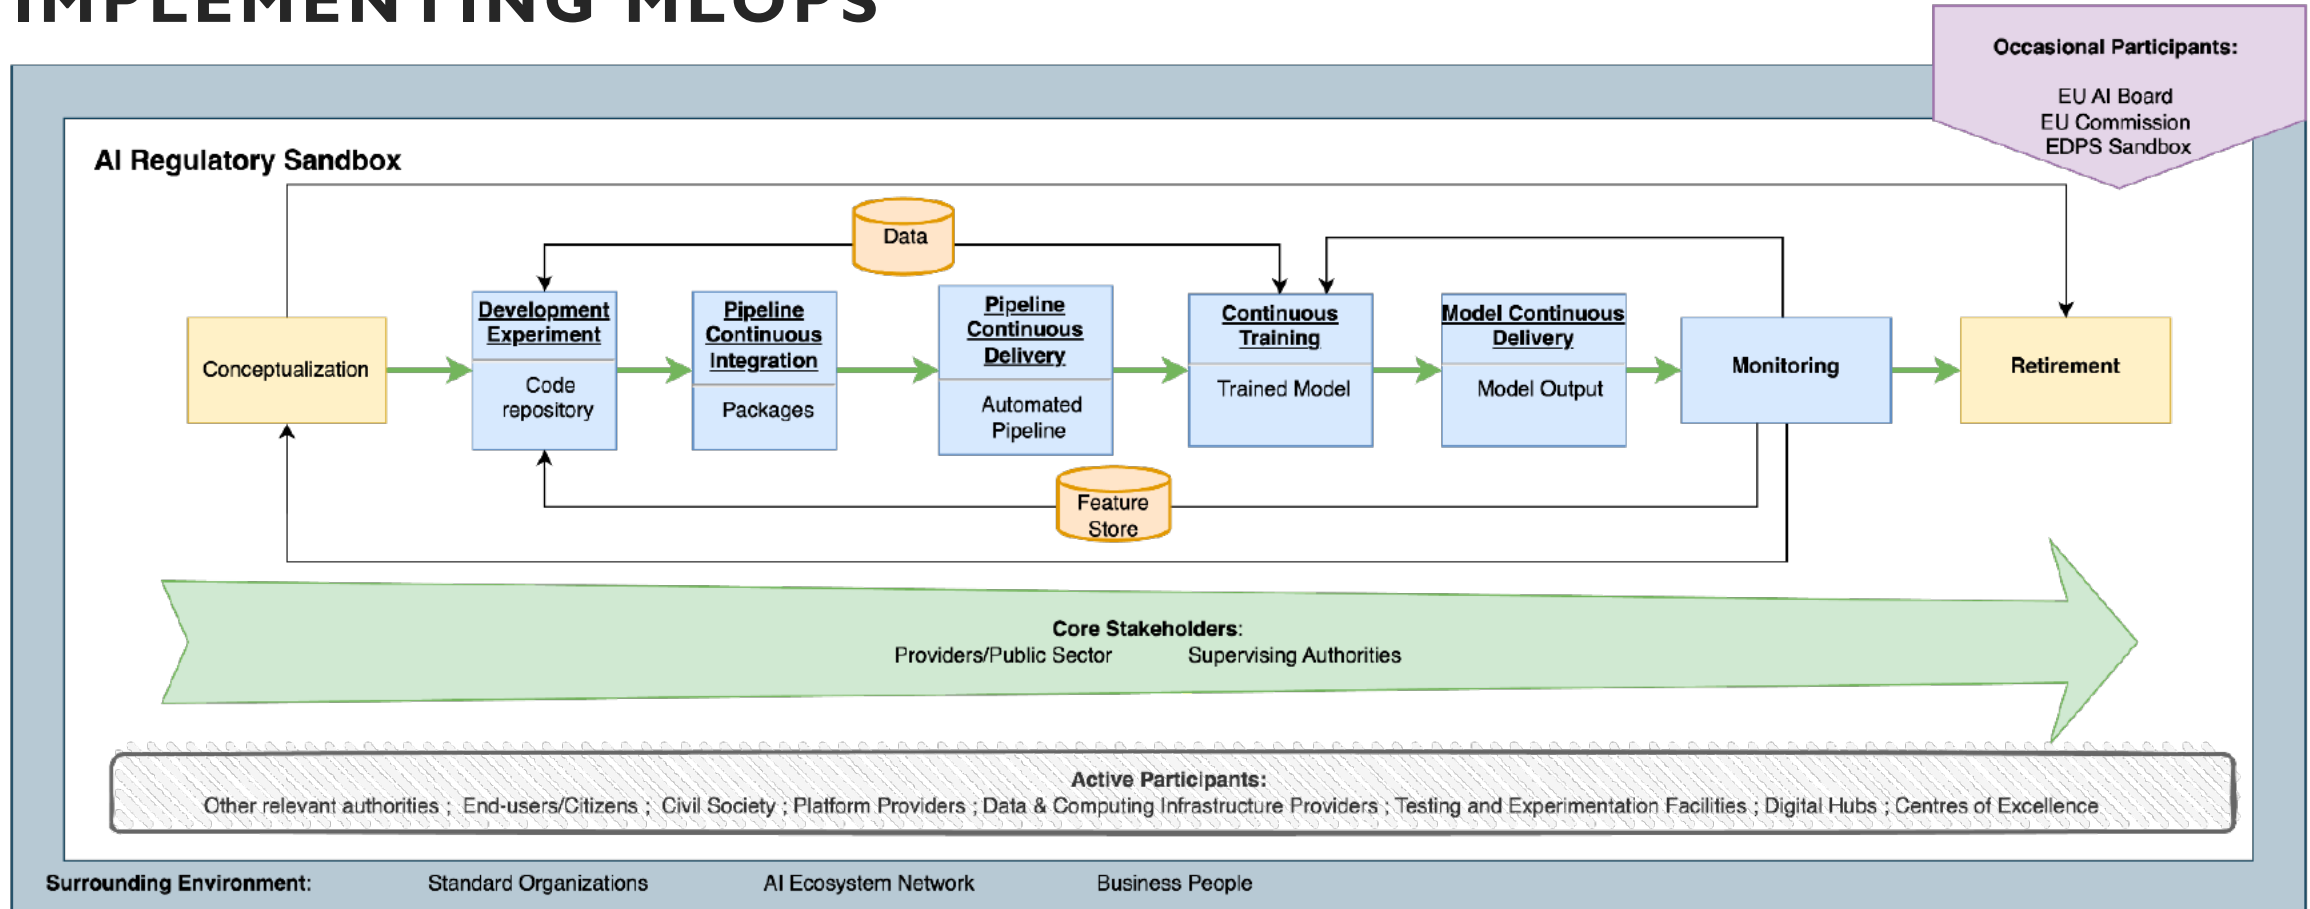 IMPLEMENTING MLOPS
Occasional Participants:
EU AI Board
EU Commission
EDPS Sandbox
AI Regulatory Sandbox
Data
Conceptualization
Development
Experiment
Code
repository
Pipeline
Continuous
Integration
Packages
Pipeline
Continuous
Delivery
Automated
Pipeline
Continuous
Training
Trained Model
Model Continuous
Delivery
Model Output
Monitoring
Retirement
Feature
Store
Core Stakeholders:
Providers/Public Sector Supervising Authorities
Active Participants:
Other relevant authorities ; End-users/Citizens ; Civil Society ; Platform Providers ; Data & Computing Infrastructure Providers ; Testing and Experimentation Facilities ; Digital Hubs ; Centres of Excellence
Surrounding Environment: Standard Organizations AI Ecosystem Network Business People